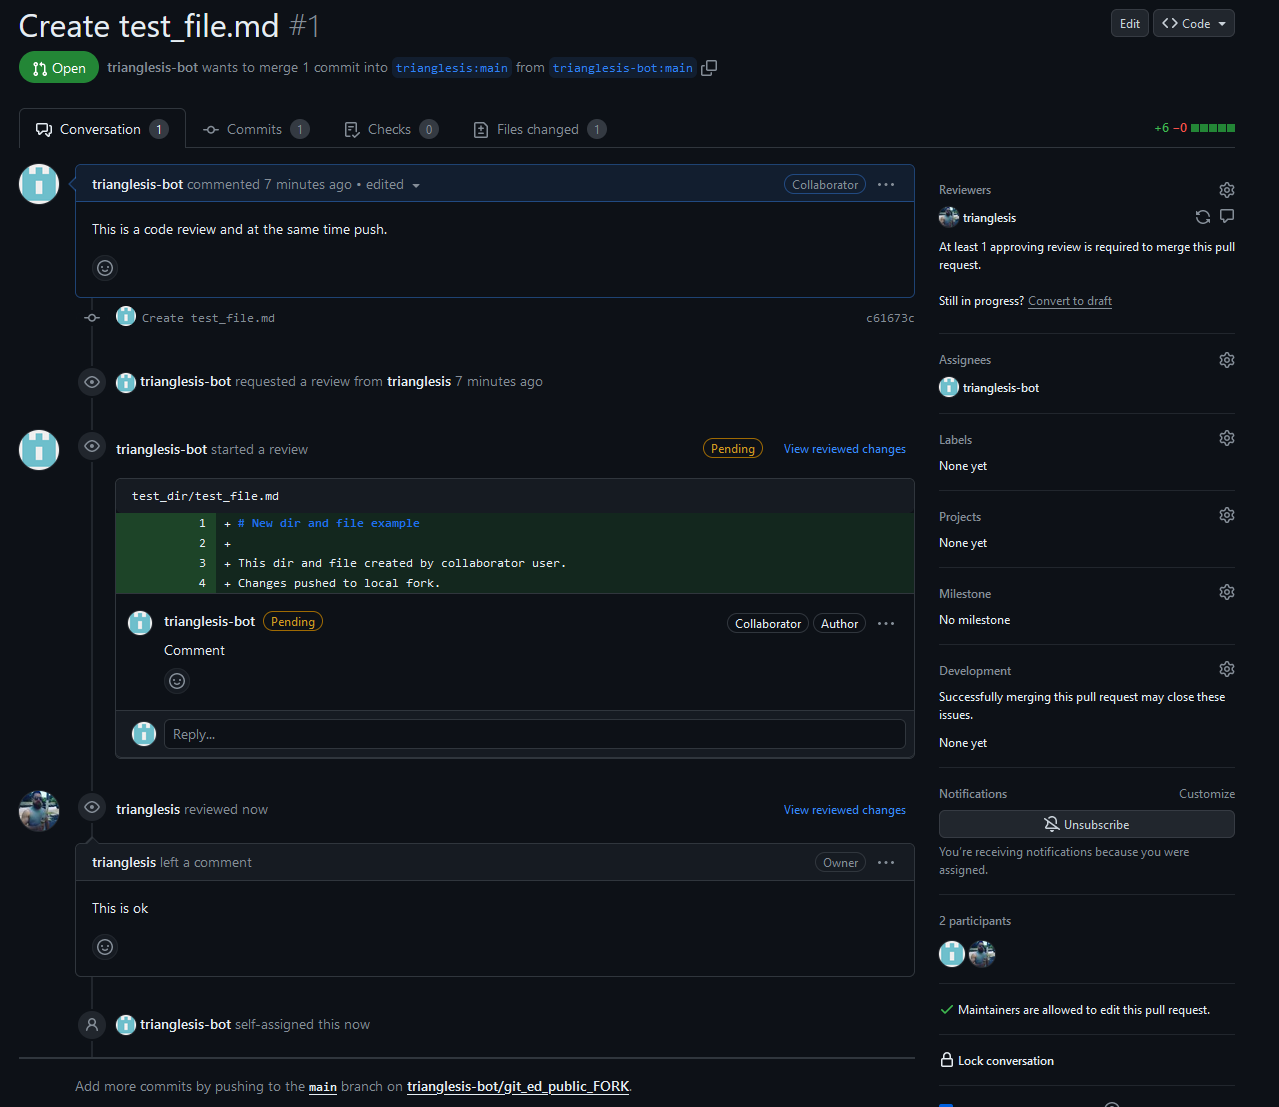 Create test_file.md #1
Edit
Code
Open
trianglesis-bot wants to merge 1 commit into trianglesis:main from trianglesis-bot:main
Conversation 1
Commits 1
Checks 0
Files changed 1
+6 −0
trianglesis-bot commented 7 minutes ago • edited
Collaborator
This is a code review and at the same time push.
Create test_file.md
c61673c
trianglesis-bot requested a review from trianglesis 7 minutes ago
trianglesis-bot started a review
Pending
View reviewed changes
test_dir/test_file.md
1 + # New dir and file example
2 +
3 + This dir and file created by collaborator user.
4 + Changes pushed to local fork.
trianglesis-bot Pending
Collaborator
Author
Comment
Reply...
trianglesis reviewed now
View reviewed changes
trianglesis left a comment
Owner
This is ok
trianglesis-bot self-assigned this now
Add more commits by pushing to the main branch on trianglesis-bot/git_ed_public_FORK.
Reviewers
trianglesis
At least 1 approving review is required to merge this pull
request.
Still in progress? Convert to draft
Assignees
trianglesis-bot
Labels
None yet
Projects
None yet
Milestone
No milestone
Development
Successfully merging this pull request may close these
issues.
None yet
Notifications
Customize
Unsubscribe
You're receiving notifications because you were
assigned.
2 participants
Maintainers are allowed to edit this pull request.
Lock conversation